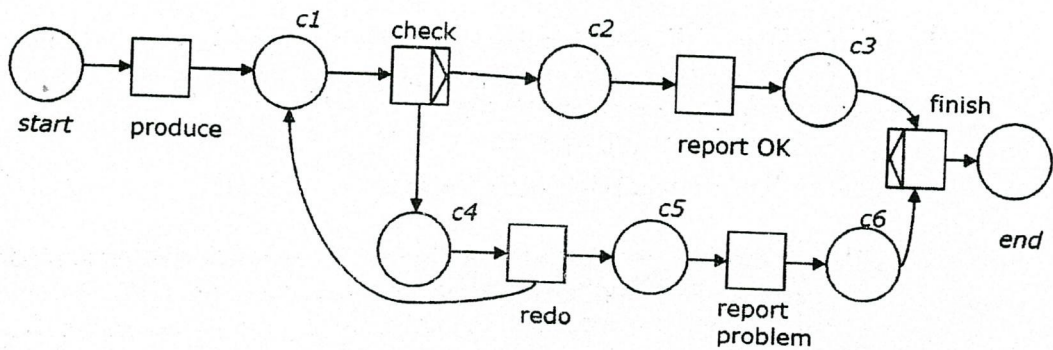 c1
check
c2
c3
start
produce
report OK
finish
c4
c5
c6
end
redo
report
problem